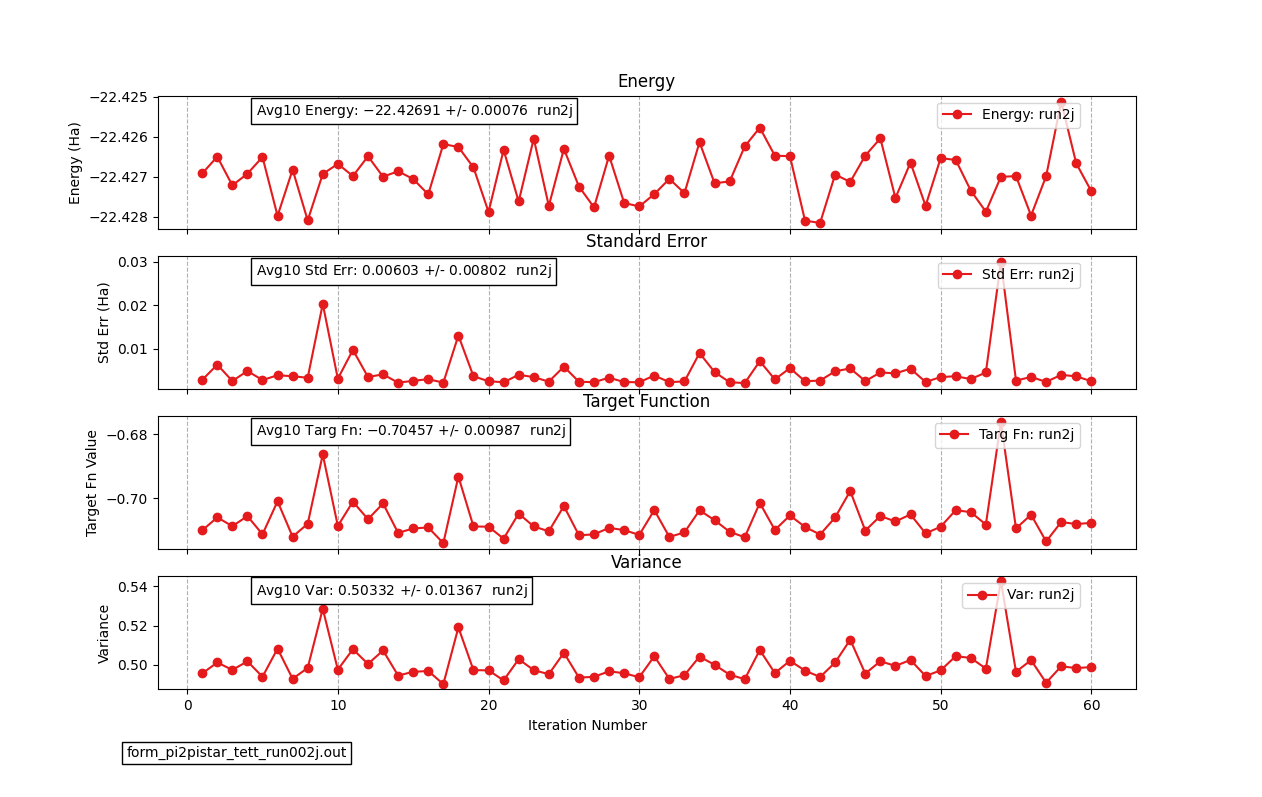 Energy
Energy (Ha)
−22.425
−22.426
−22.427
−22.428
Avg10 Energy: −22.42691 +/- 0.00076 run2j
Energy: run2j
Standard Error
Std Err (Ha)
0.03
0.02
0.01
Avg10 Std Err: 0.00603 +/- 0.00802 run2j
Std Err: run2j
Target Function
Target Fn Value
−0.68
−0.70
Avg10 Targ Fn: −0.70457 +/- 0.00987 run2j
Targ Fn: run2j
Variance
Variance
0.54
0.52
0.50
Avg10 Var: 0.50332 +/- 0.01367 run2j
Var: run2j
0 10 20 30 40 50 60
Iteration Number
form_pi2pistar_tett_run002j.out